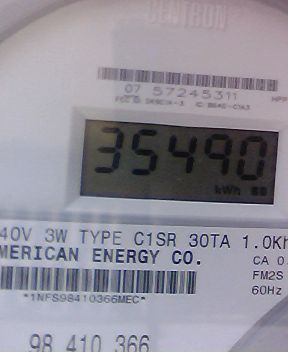 CENTRON
07 57245311
35490
kWh 88
40V 3W TYPE C1SR 30TA 1.0Kh
MERICAN ENERGY CO.
CA 0.
FM2S
60Hz
*1NFS98410366MEC*
98 410 366